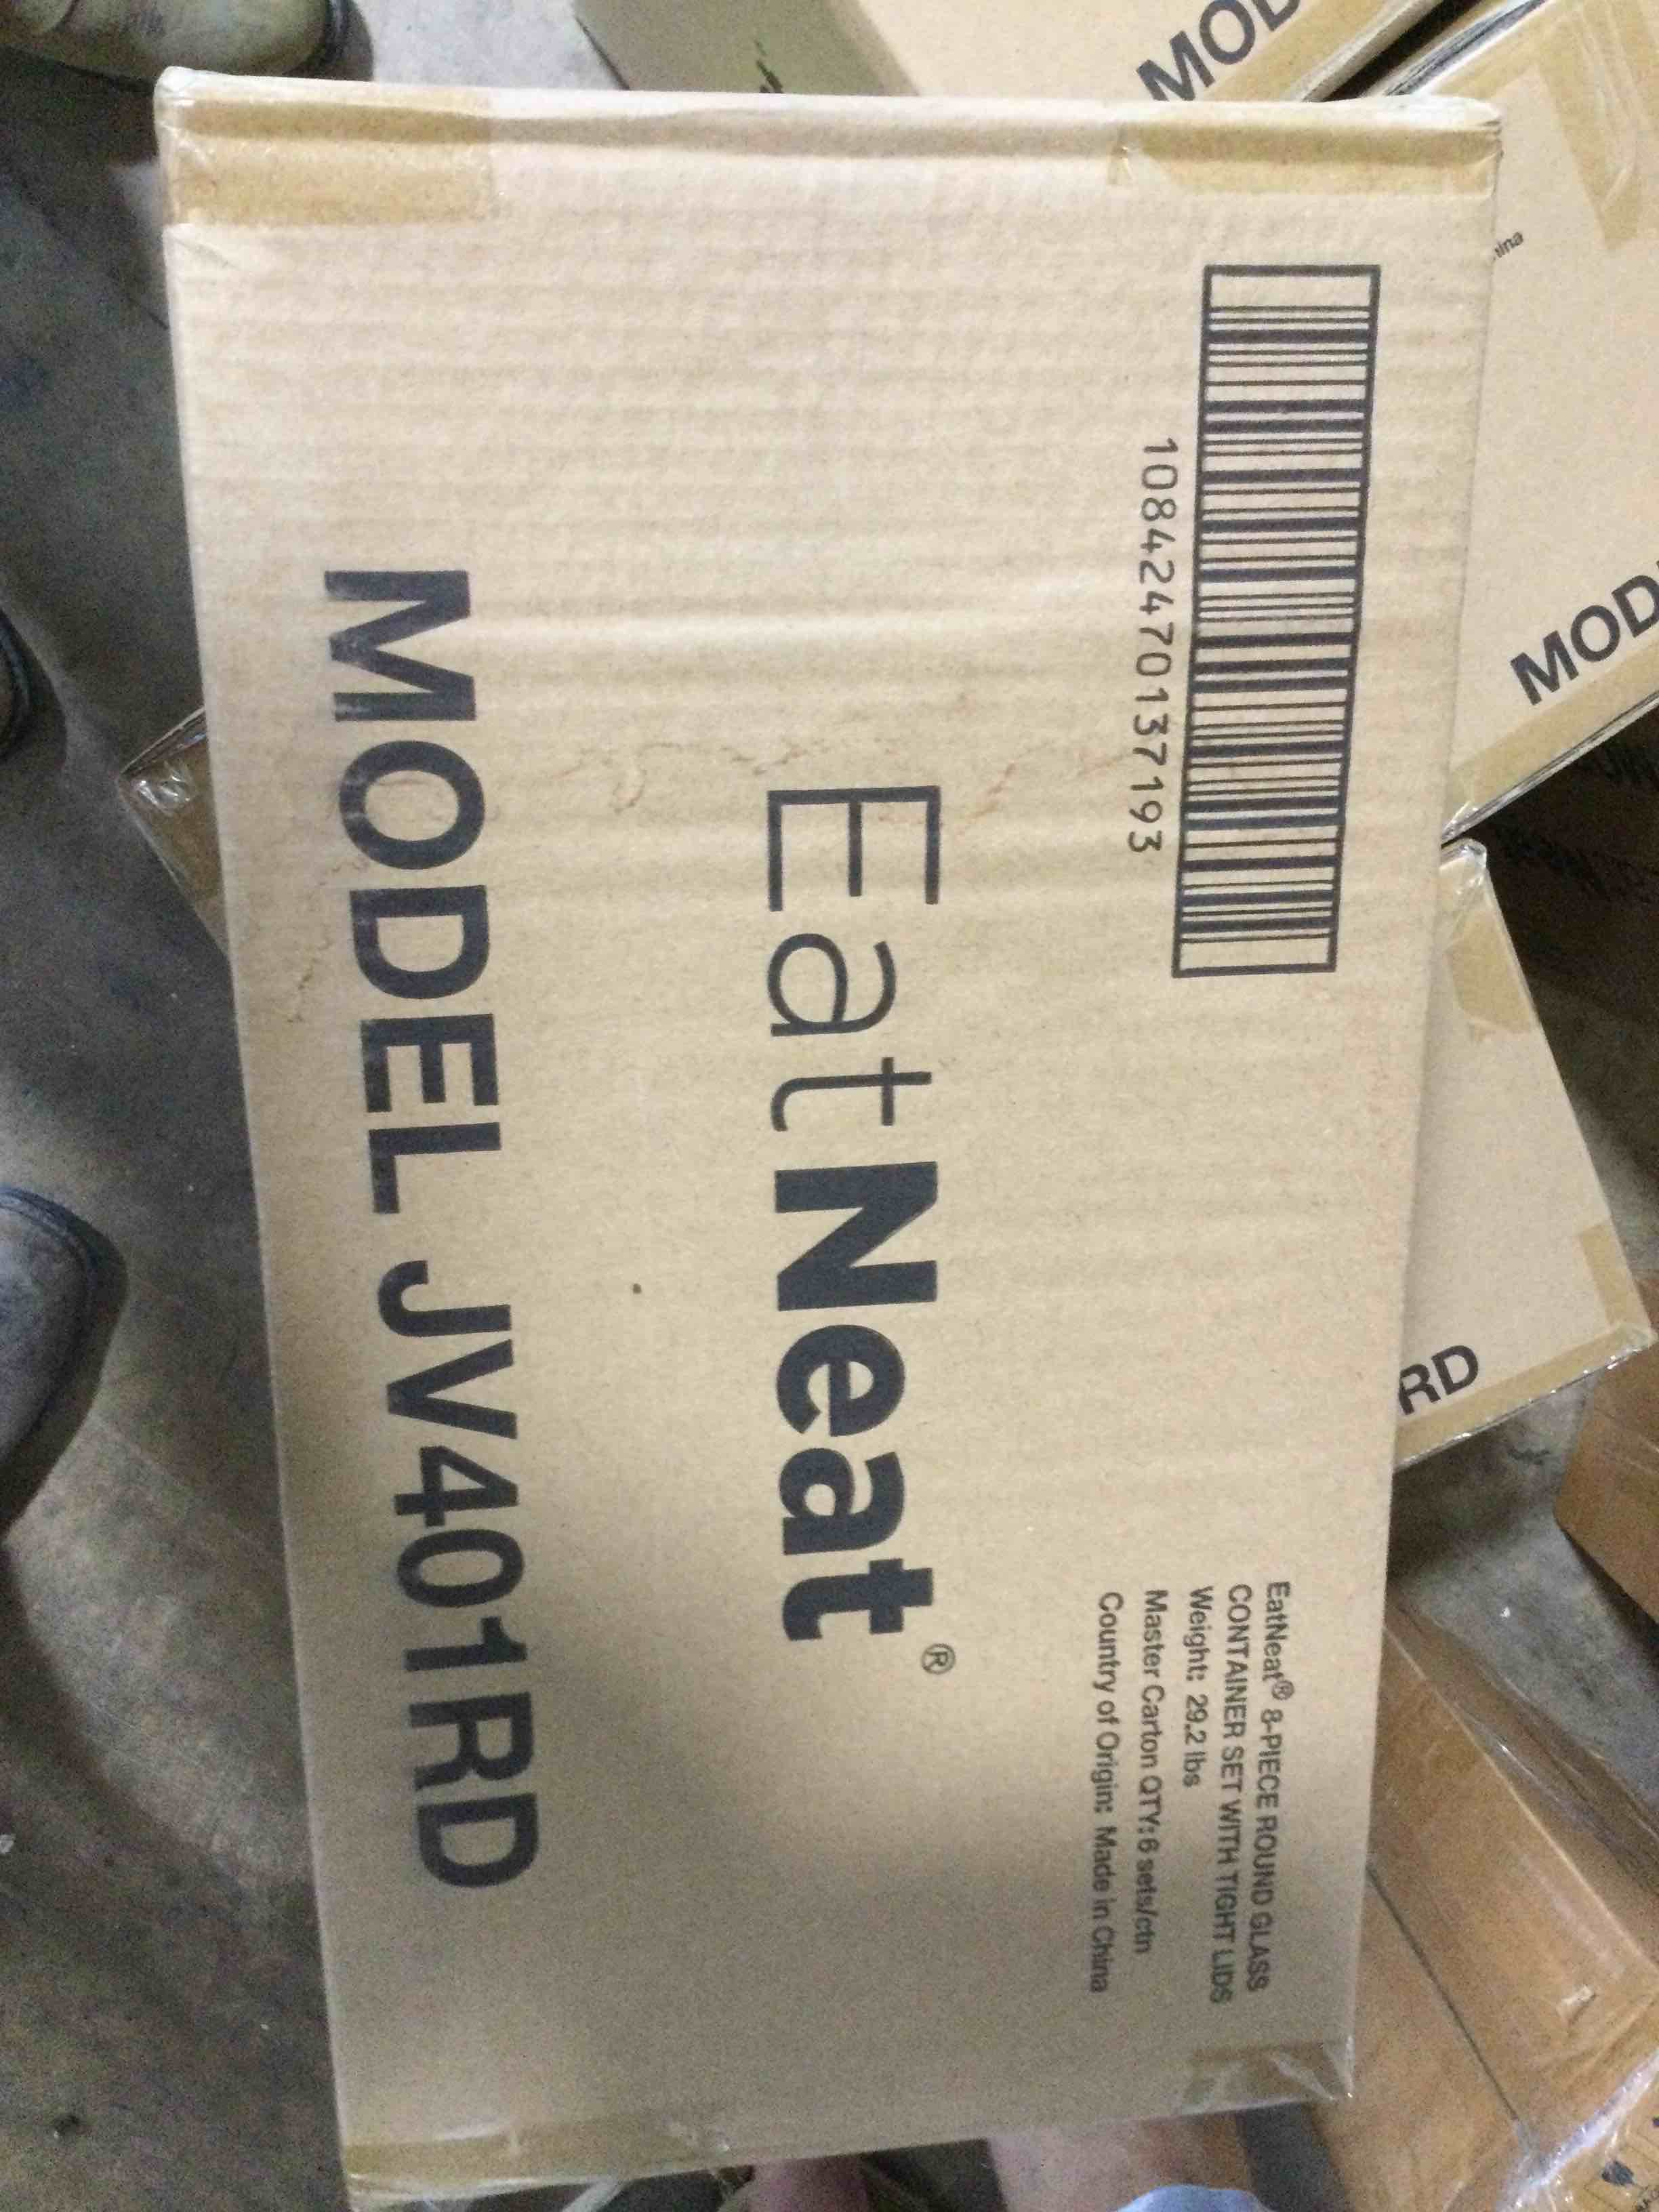 10842470137193
EatNeat® 8-PIECE ROUND GLASS
CONTAINER SET WITH TIGHT LIDS
Weight: 29.2 lbs
Master Carton QTY: 6 sets/ctn
Country of Origin: Made in China
EatNeat®
MODEL JV401RD
MOD
MOD
RD